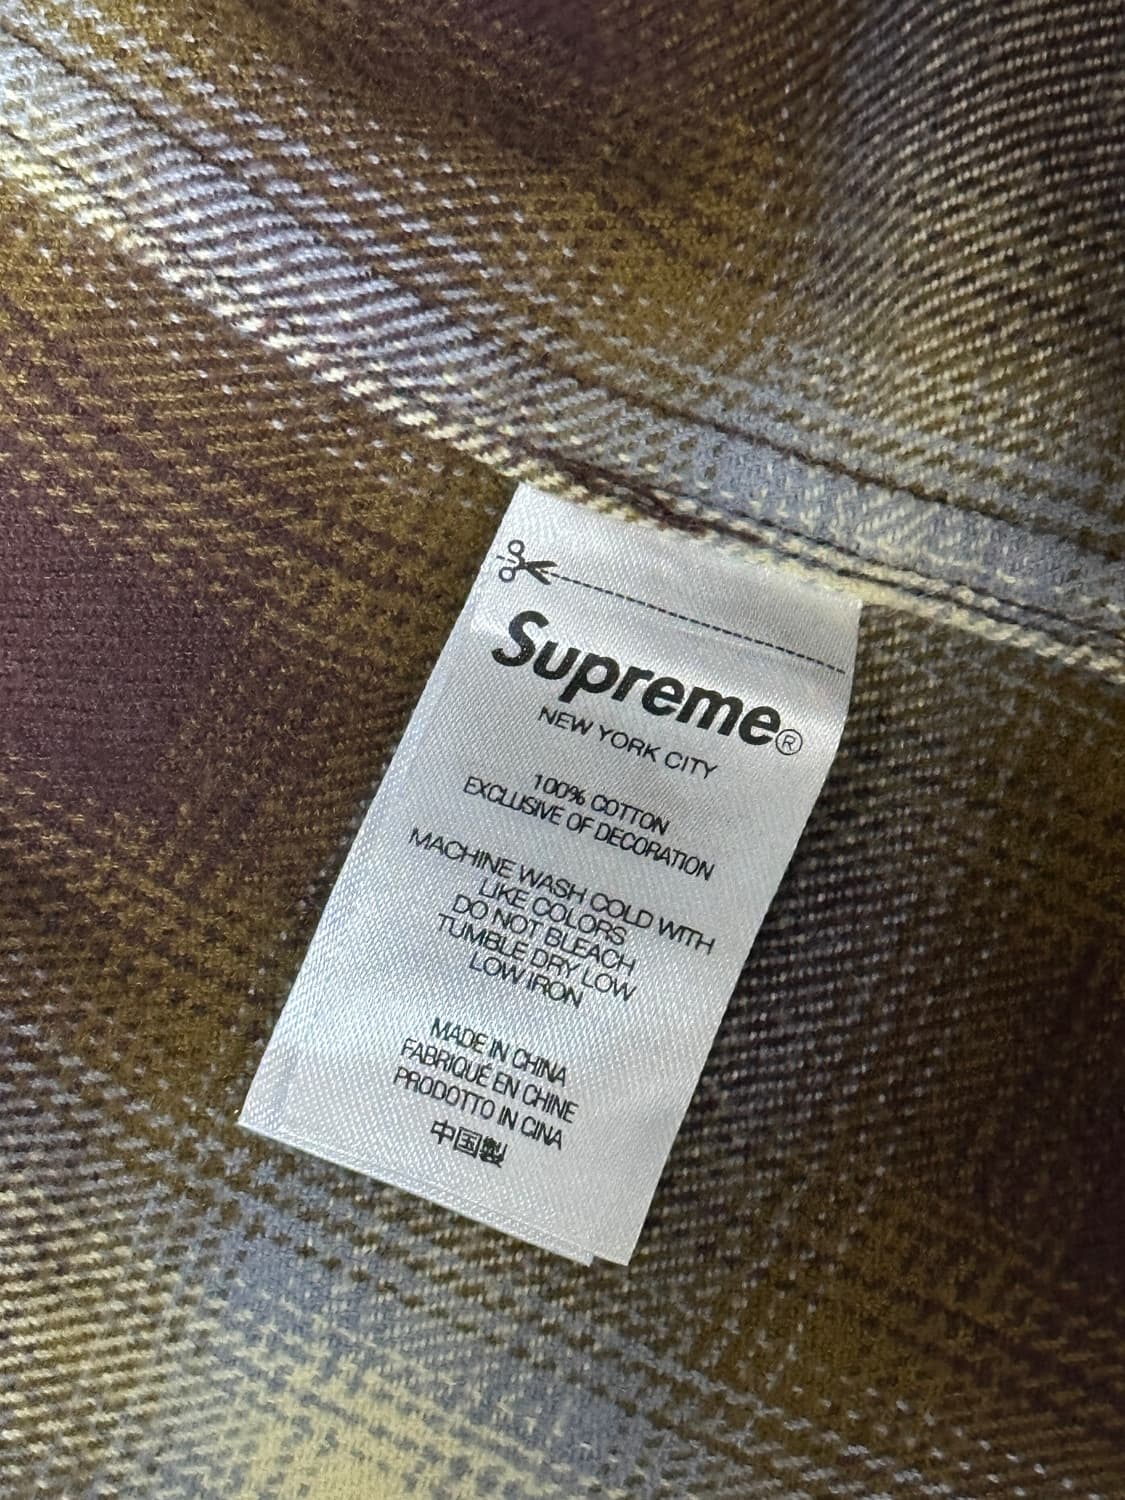 Supreme®
NEW YORK CITY
100% COTTON
EXCLUSIVE OF DECORATION
MACHINE WASH COLD WITH
LIKE COLORS
DO NOT BLEACH
TUMBLE DRY LOW
LOW IRON
MADE IN CHINA
FABRIQUÉ EN CHINE
PRODOTTO IN CINA
中国製